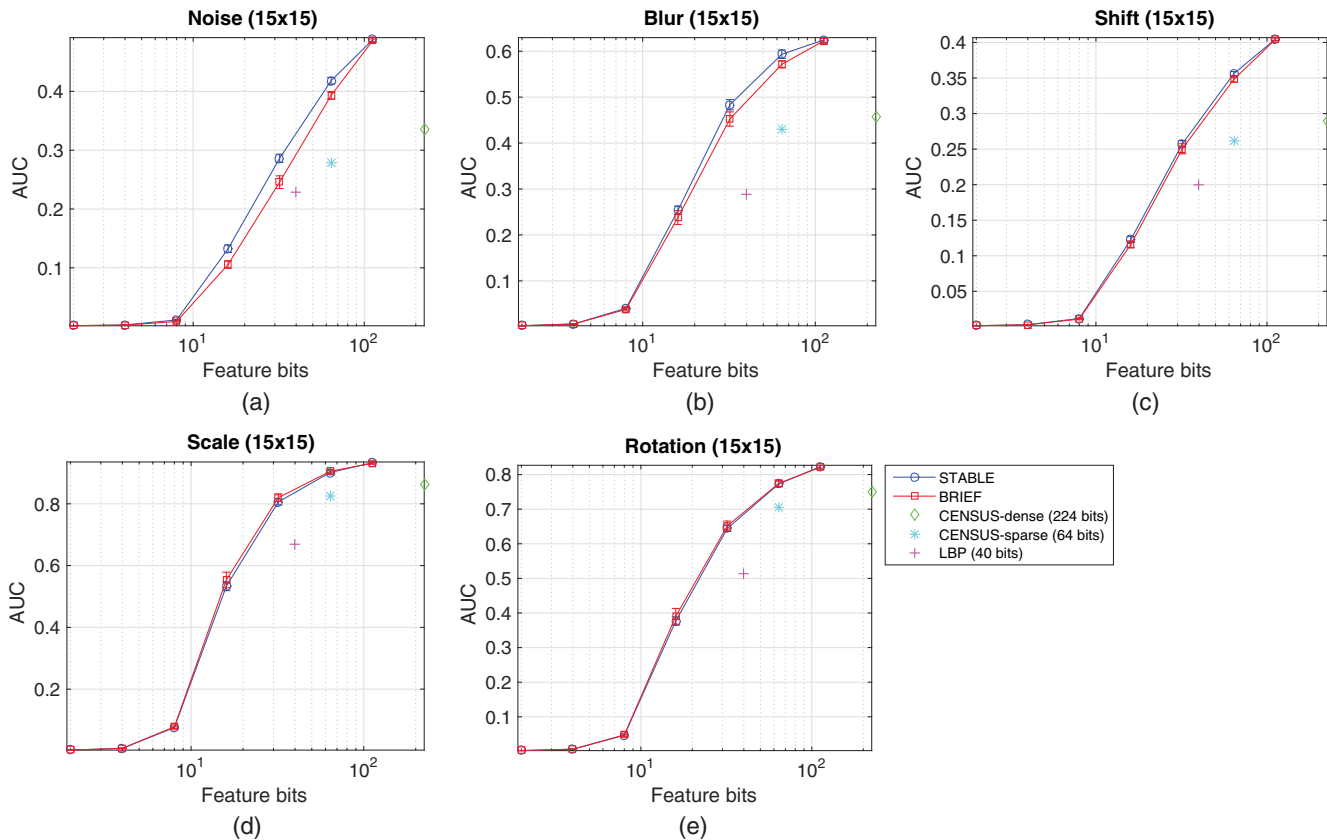 Noise (15x15)
AUC
0.4
0.3
0.2
0.1
10^1
10^2
Feature bits
(a)
Blur (15x15)
AUC
0.6
0.5
0.4
0.3
0.2
0.1
10^1
10^2
Feature bits
(b)
Shift (15x15)
AUC
0.4
0.35
0.3
0.25
0.2
0.15
0.1
0.05
10^1
10^2
Feature bits
(c)
Scale (15x15)
AUC
0.8
0.6
0.4
0.2
10^1
10^2
Feature bits
(d)
Rotation (15x15)
AUC
0.8
0.7
0.6
0.5
0.4
0.3
0.2
0.1
10^1
10^2
Feature bits
(e)
STABLE
BRIEF
CENSUS-dense (224 bits)
CENSUS-sparse (64 bits)
LBP (40 bits)